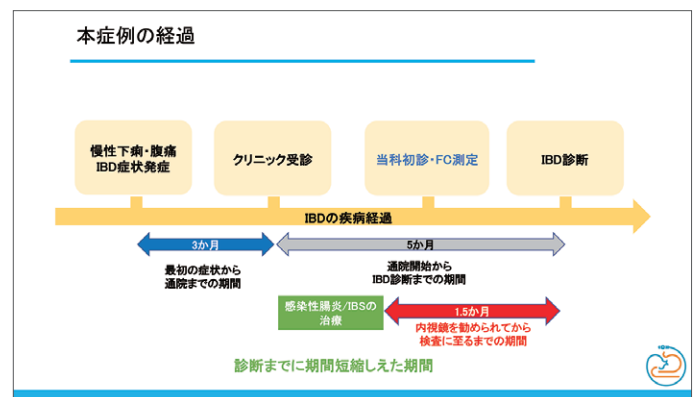 本症例の経過
慢性下痢・腹痛
IBD症状発症
クリニック受診
当科初診・FC測定
IBD診断
IBDの疾病経過
3か月
5か月
最初の症状から
通院までの期間
通院開始から
IBD診断までの期間
感染性腸炎/IBSの
治療
1.5か月
内視鏡を勧められてから
検査に至るまでの期間
診断までに期間短縮しえた期間